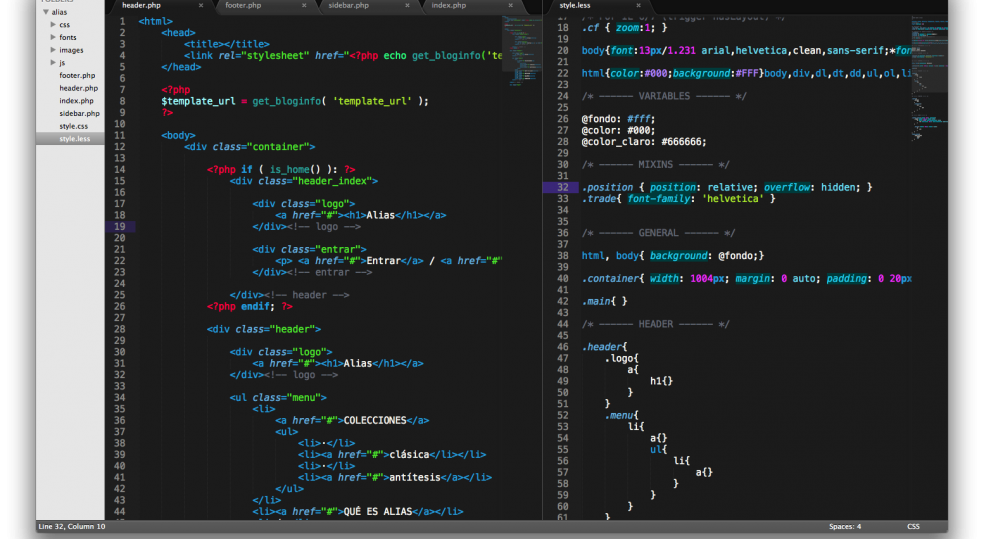 FOLDERS
alias
css
fonts
images
js
footer.php
header.php
index.php
sidebar.php
style.css
style.less
header.php × footer.php × sidebar.php × index.php ×
1 <html>
2 <head>
3 <title></title>
4 <link rel="stylesheet" href="<?php echo get_bloginfo('te
5 </head>
6
7 <?php
8 $template_url = get_bloginfo( 'template_url' );
9 ?>
10
11 <body>
12 <div class="container">
13
14 <?php if ( is_home() ): ?>
15 <div class="header_index">
16
17 <div class="logo">
18 <a href="#"><h1>Alias</h1></a>
19 </div><!-- logo -->
20
21 <div class="entrar">
22 <p> <a href="#">Entrar</a> / <a href="#"
23 </div><!-- entrar -->
24
25 </div><!-- header -->
26 <?php endif; ?>
27
28 <div class="header">
29
30 <div class="logo">
31 <a href="#"><h1>Alias</h1></a>
32 </div><!-- logo -->
33
34 <ul class="menu">
35 <li>
36 <a href="#">COLECCIONES</a>
37 <ul>
38 <li>·</li>
39 <li><a href="#">clásica</li></li>
40 <li>·</li>
41 <li><a href="#">antítesis</a></li>
42 </ul>
43 </li>
44 <li><a href="#">QUÉ ES ALIAS</a></li>
style.less ×
17 /* For IE 6/7 (trigger hasLayout) */
18 .cf { zoom:1; }
19
20 body{font:13px/1.231 arial,helvetica,clean,sans-serif;*fon
21
22 html{color:#000;background:#FFF}body,div,dl,dt,dd,ul,ol,li
23
24 /* —————— VARIABLES —————— */
25
26 @fondo: #fff;
27 @color: #000;
28 @color_claro: #666666;
29
30 /* —————— MIXINS —————— */
31
32 .position { position: relative; overflow: hidden; }
33 .trade{ font-family: 'helvetica' }
34
35
36 /* —————— GENERAL —————— */
37
38 html, body{ background: @fondo;}
39
40 .container{ width: 1004px; margin: 0 auto; padding: 0 20px
41
42 .main{ }
43
44 /* —————— HEADER —————— */
45
46 .header{
47 .logo{
48 a{
49 h1{}
50 }
51 }
52 .menu{
53 li{
54 a{}
55 ul{
56 li{
57 a{}
58 }
59 }
60 }
61 }
Line 32, Column 10
Spaces: 4 CSS